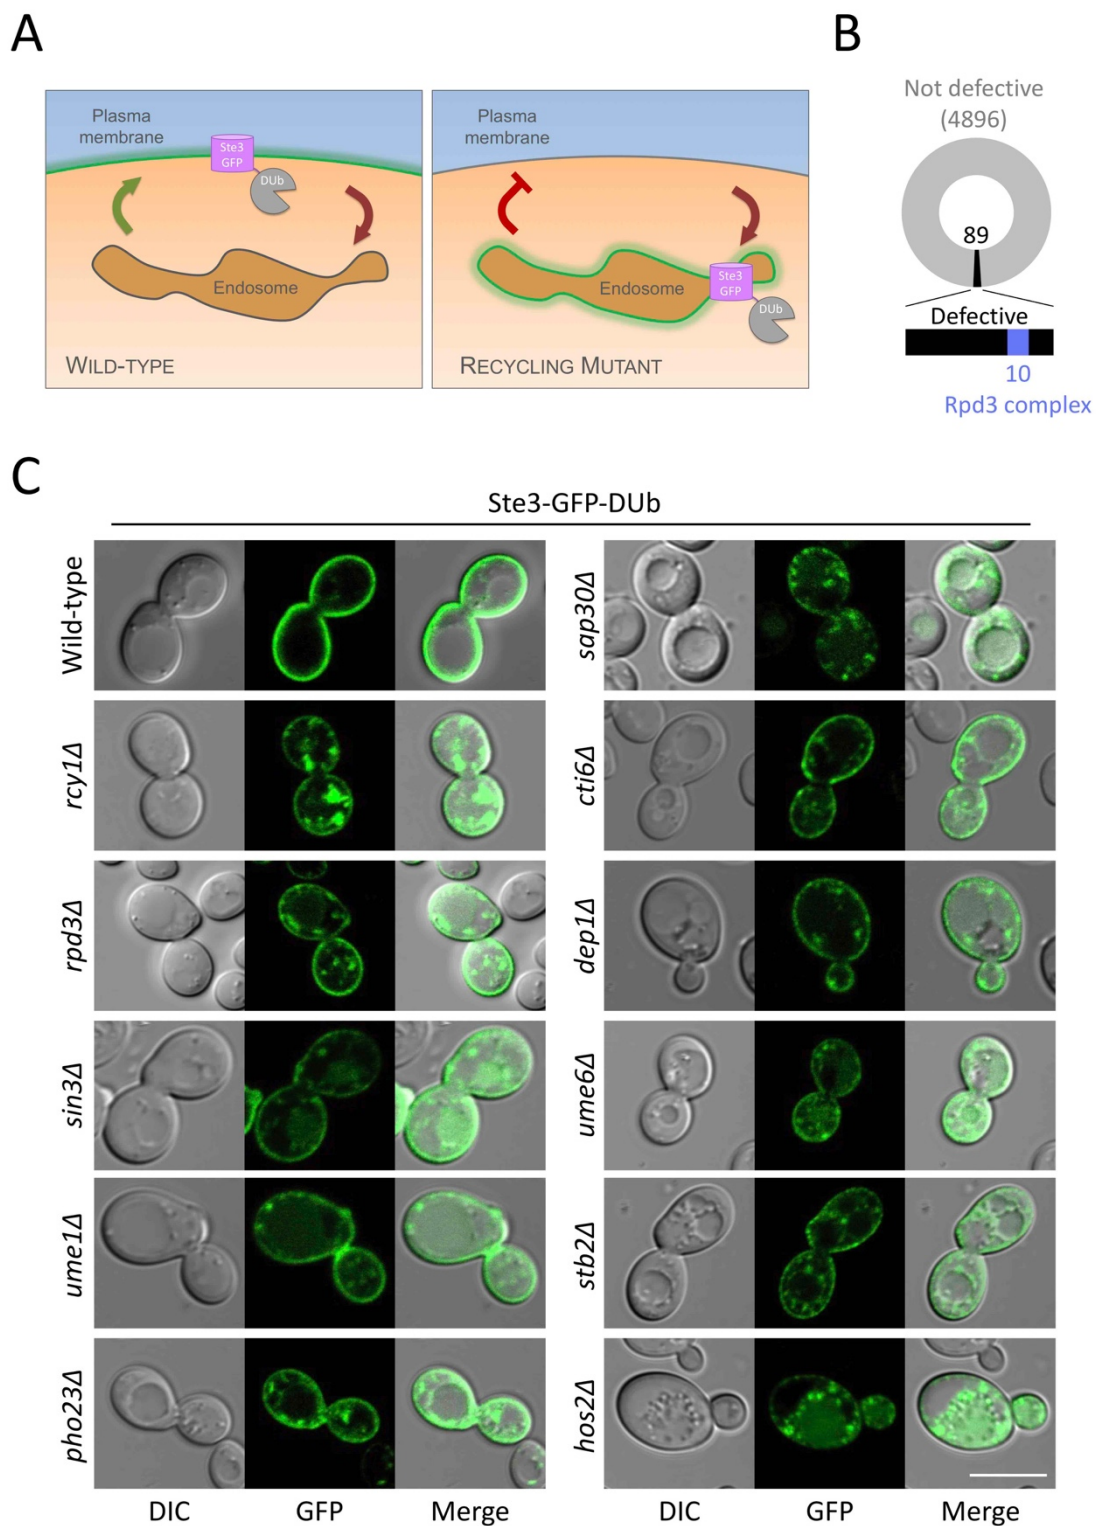 A
Plasma
membrane
Ste3
GFP
DUb
Endosome
WILD-TYPE
Plasma
membrane
Ste3
GFP
DUb
Endosome
RECYCLING MUTANT
B
Not defective
(4896)
89
Defective
10
Rpd3 complex
C
Ste3-GFP-DUb
Wild-type
rcy1Δ
rpd3Δ
sin3Δ
ume1Δ
pho23Δ
DIC GFP Merge
sap30Δ
cti6Δ
dep1Δ
ume6Δ
stb2Δ
hos2Δ
DIC GFP Merge